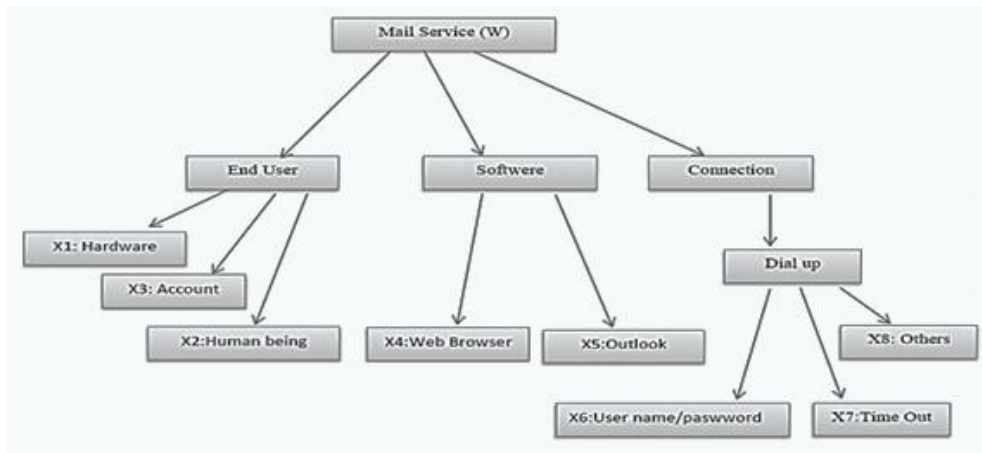 Mail Service (W)
End User
Softwere
Connection
X1: Hardware
X3: Account
X2:Human being
X4:Web Browser
X5:Outlook
Dial up
X8: Others
X6:User name/paswword
X7:Time Out